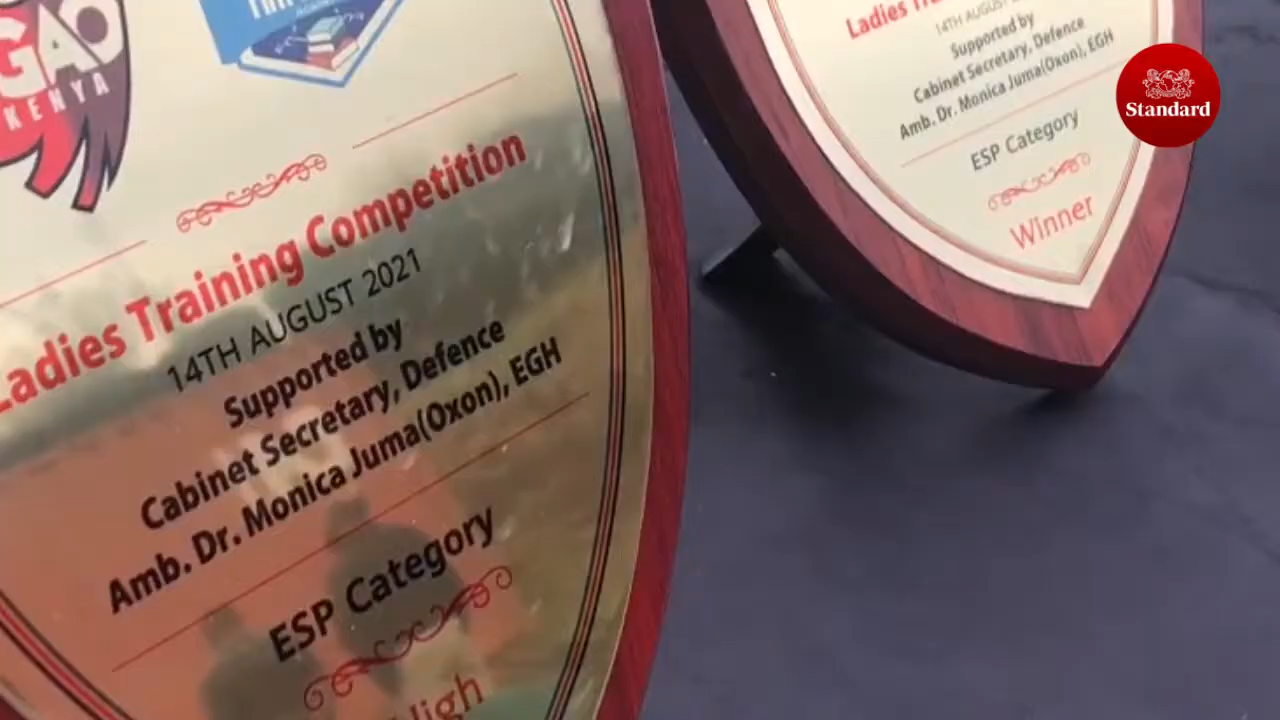 GAO
KENYA
Ladies Training Competition
14TH AUGUST 2021
Supported by
Cabinet Secretary, Defence
Amb. Dr. Monica Juma(Oxon), EGH
ESP Category
High
Ladies
14TH AUGUST
Supported by
Cabinet Secretary, Defence
Amb. Dr. Monica Juma(Oxon), EGH
ESP Category
Winner
Standard